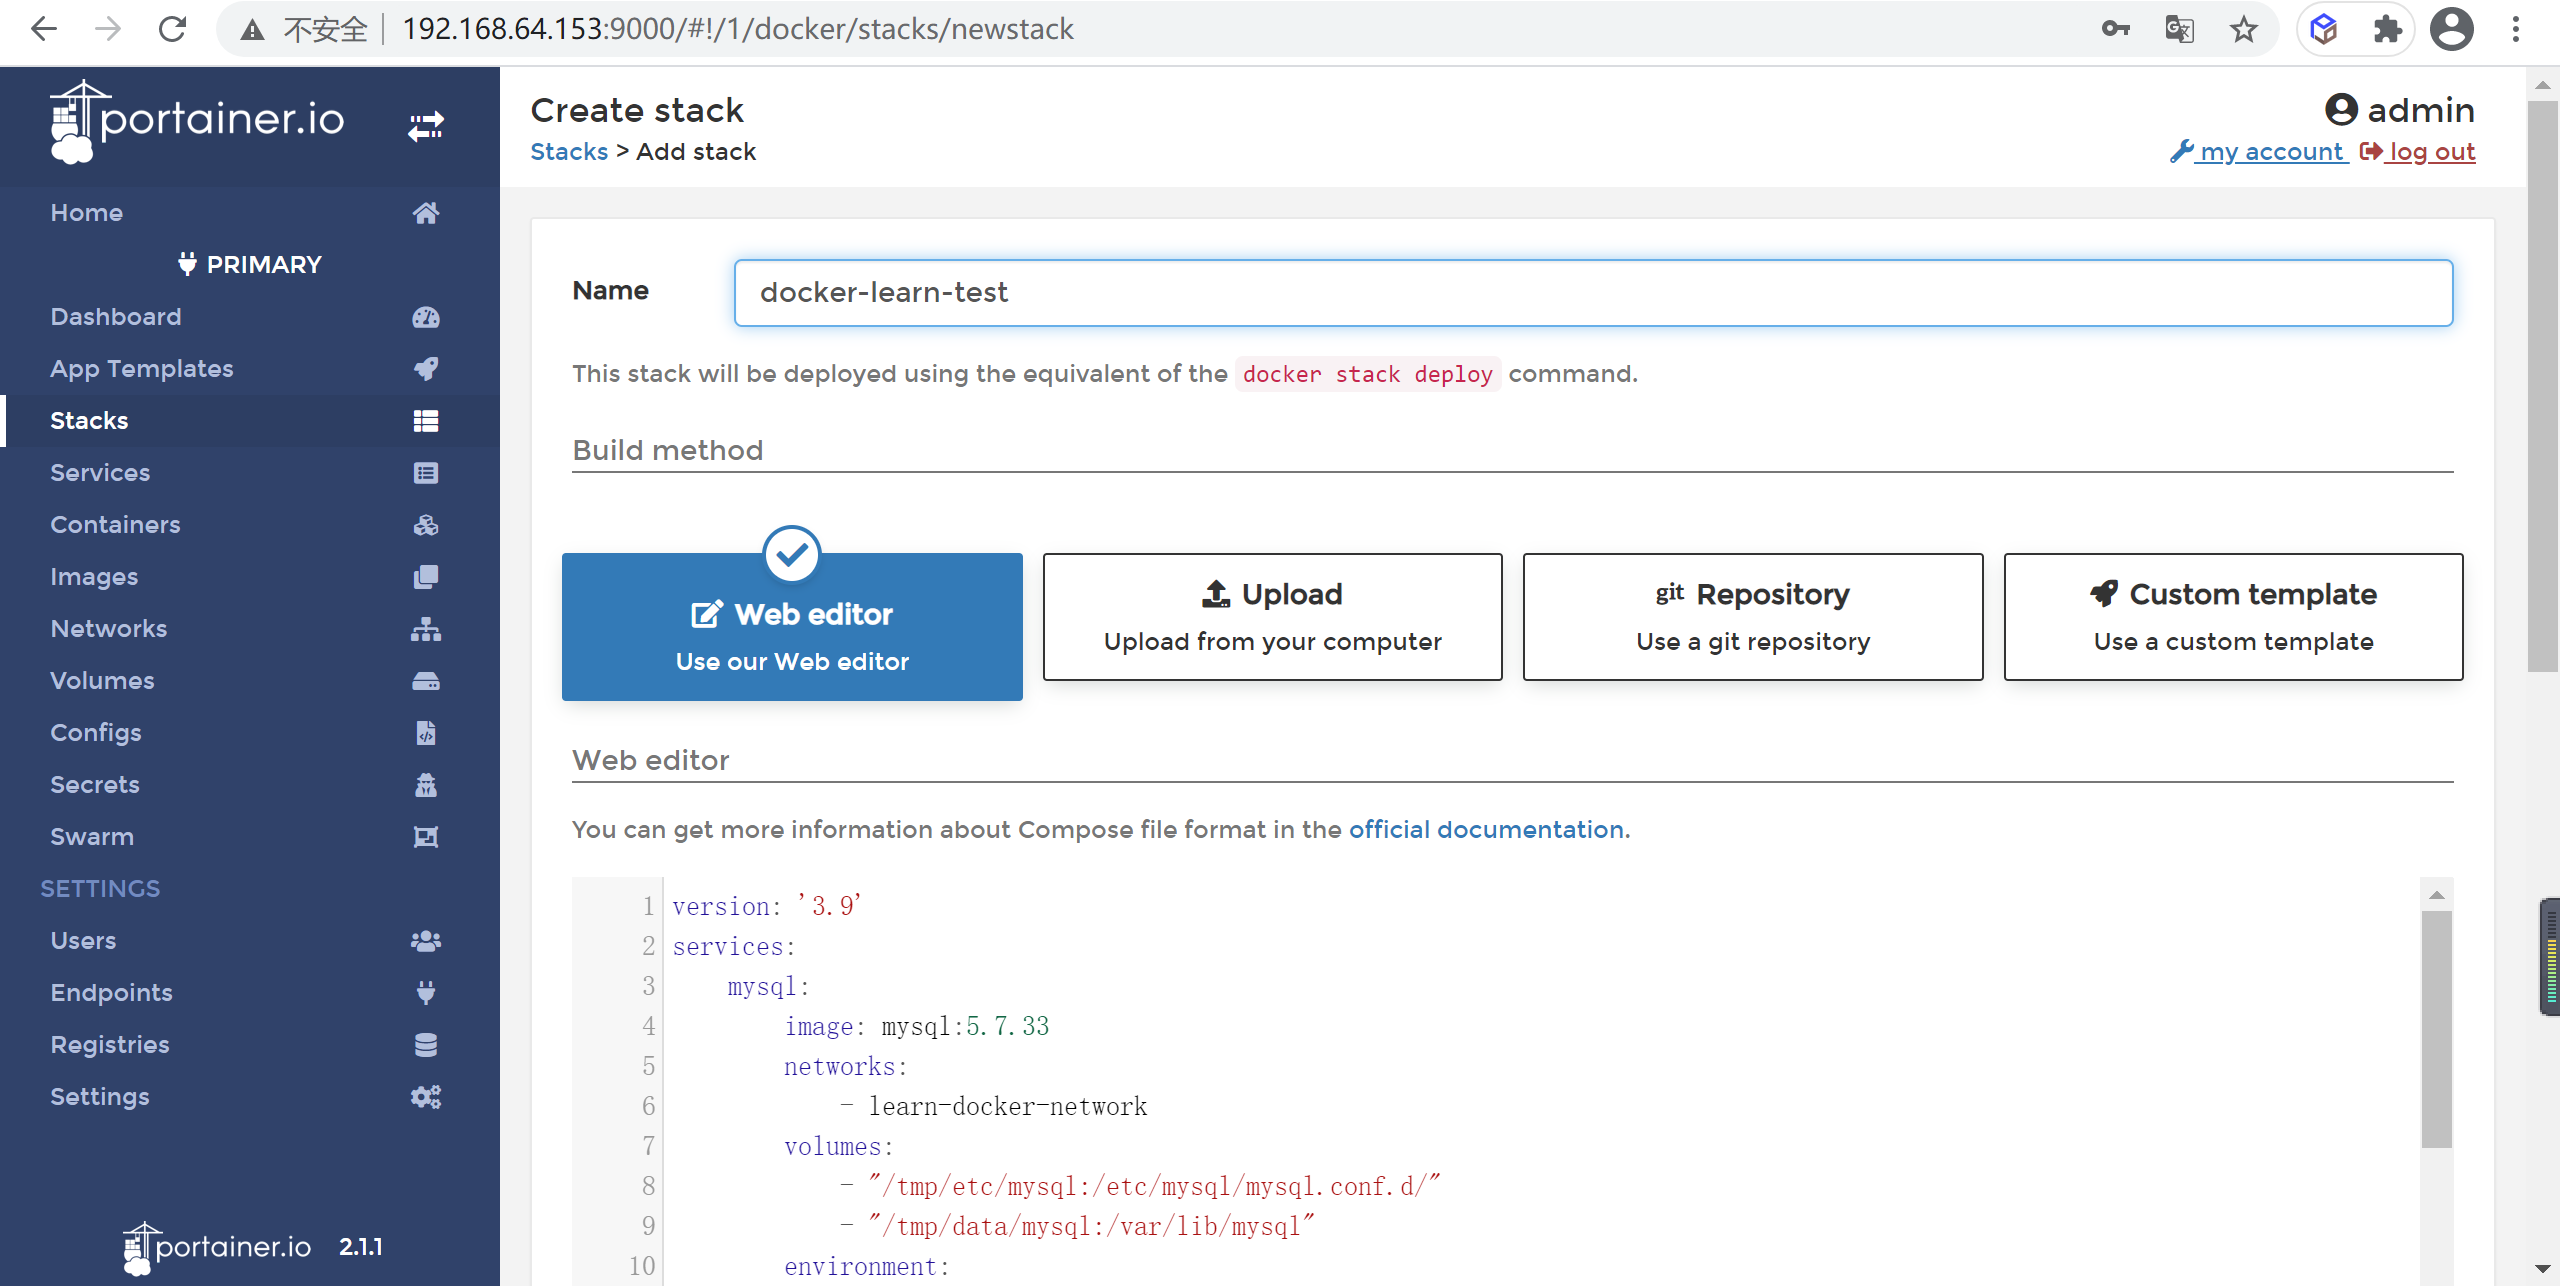 不安全 192.168.64.153:9000/#!/1/docker/stacks/newstack
portainer.io
Home
PRIMARY
Dashboard
App Templates
Stacks
Services
Containers
Images
Networks
Volumes
Configs
Secrets
Swarm
SETTINGS
Users
Endpoints
Registries
Settings
portainer.io 2.1.1
Create stack
Stacks > Add stack
admin
my account log out
Name docker-learn-test
This stack will be deployed using the equivalent of the docker stack deploy command.
Build method
Web editor
Use our Web editor
Upload
Upload from your computer
git Repository
Use a git repository
Custom template
Use a custom template
Web editor
You can get more information about Compose file format in the official documentation.
1 version: '3.9'
2 services:
3 mysql:
4 image: mysql:5.7.33
5 networks:
6 - learn-docker-network
7 volumes:
8 - "/tmp/etc/mysql:/etc/mysql/mysql.conf.d/"
9 - "/tmp/data/mysql:/var/lib/mysql"
10 environment: